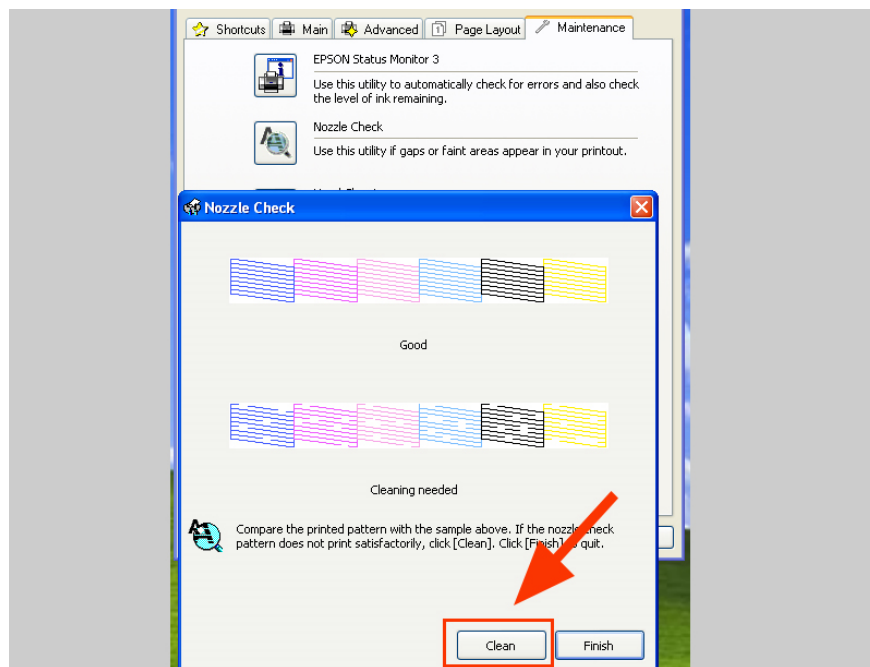 Shortcuts Main Advanced Page Layout Maintenance
EPSON Status Monitor 3
Use this utility to automatically check for errors and also check
the level of ink remaining.
Nozzle Check
Use this utility if gaps or faint areas appear in your printout.
Nozzle Check
Good
Cleaning needed
Compare the printed pattern with the sample above. If the nozzle check
pattern does not print satisfactorily, click [Clean]. Click [Finish] to quit.
Clean Finish